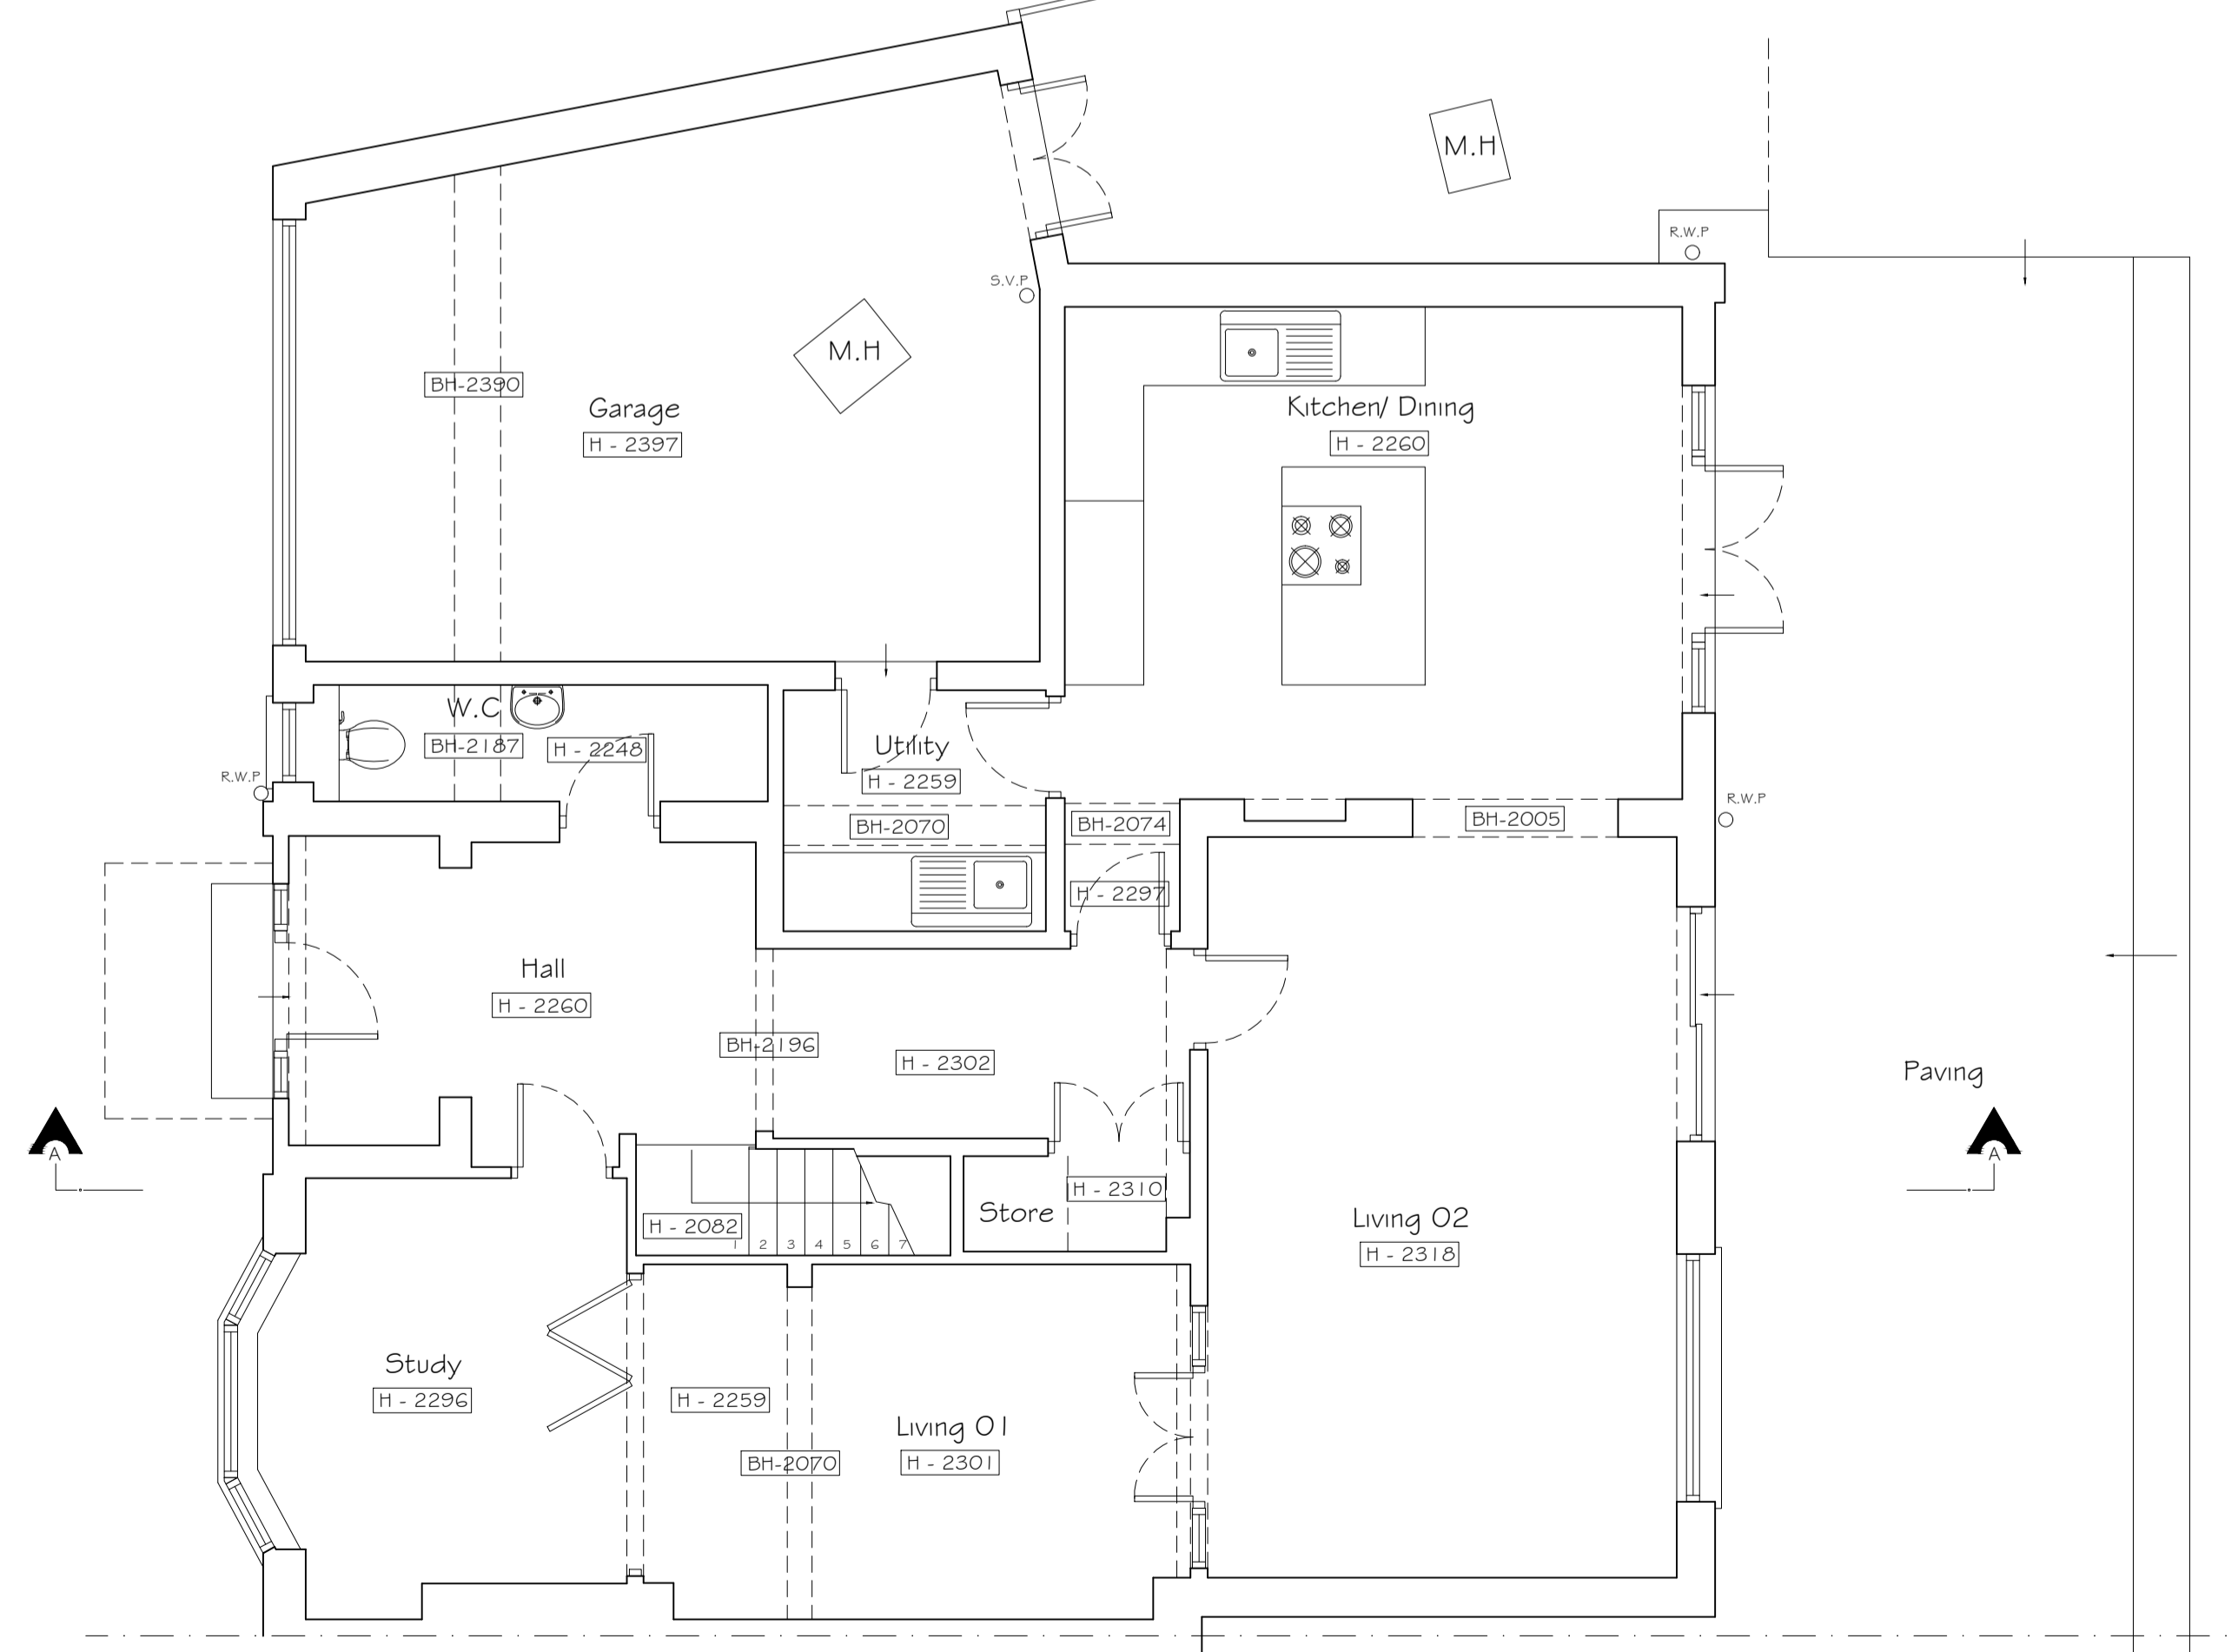 M.H
R.W.P
S.V.P
M.H
BH-2390
Garage
H - 2397
Kitchen/ Dining
H - 2260
W.C
BH-2187
H - 2248
R.W.P
Utility
H - 2259
BH-2070
BH-2074
BH-2005
R.W.P
H - 2297
Hall
H - 2260
BH-2196
H - 2302
Paving
A
A
H - 2310
Store
H - 2082
1 2 3 4 5 6 7
Living 02
H - 2318
Study
H - 2296
H - 2259
Living 01
H - 2301
BH-2070